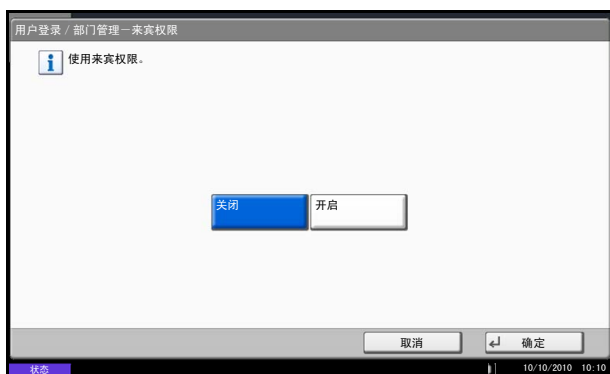 用户登录 / 部门管理－来宾权限
使用来宾权限。
关闭
开启
取消
确定
状态
10/10/2010 10:10